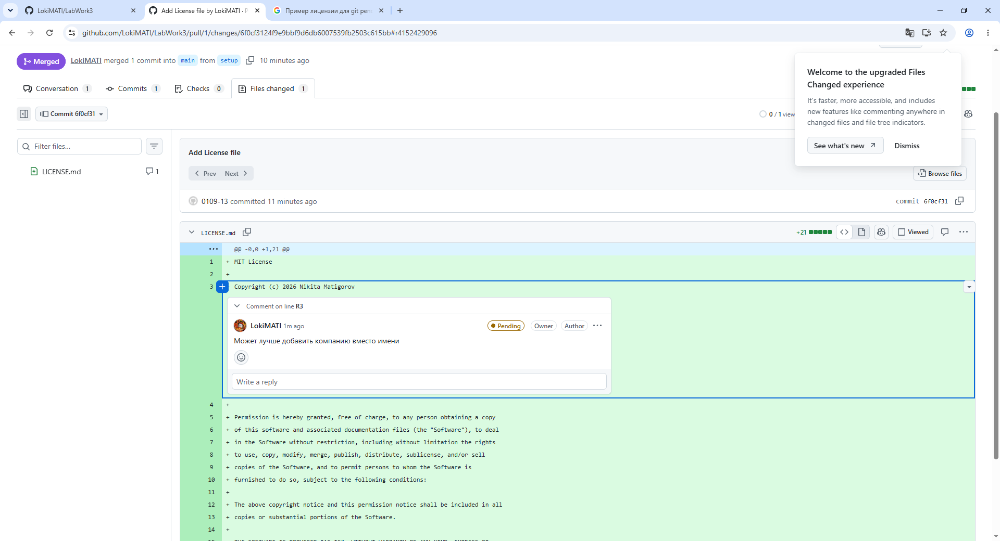 LokiMATI/LabWork3
Add License file by LokiMATI · P
Пример лицензии для git реп
github.com/LokiMATI/LabWork3/pull/1/changes/6f0cf3124f9e9bbf9d6db6007539fb2503c615bb#r4152429096
Merged
LokiMATI merged 1 commit into main from setup 10 minutes ago
Conversation 1
Commits 1
Checks 0
Files changed 1
Commit 6f0cf31
0 / 1 view
Welcome to the upgraded Files
Changed experience
It's faster, more accessible, and includes
new features like commenting anywhere in
changed files and file tree indicators.
See what's new
Dismiss
Filter files...
LICENSE.md
1
Add License file
Prev
Next
Browse files
0109-13 committed 11 minutes ago
commit 6f0cf31
LICENSE.md
+21
Viewed
@@ -0,0 +1,21 @@
1 + MIT License
2 +
3 Copyright (c) 2026 Nikita Matigorov
Comment on line R3
LokiMATI 1m ago
Pending
Owner
Author
Может лучше добавить компанию вместо имени
Write a reply
4 +
5 + Permission is hereby granted, free of charge, to any person obtaining a copy
6 + of this software and associated documentation files (the "Software"), to deal
7 + in the Software without restriction, including without limitation the rights
8 + to use, copy, modify, merge, publish, distribute, sublicense, and/or sell
9 + copies of the Software, and to permit persons to whom the Software is
10 + furnished to do so, subject to the following conditions:
11 +
12 + The above copyright notice and this permission notice shall be included in all
13 + copies or substantial portions of the Software.
14 +